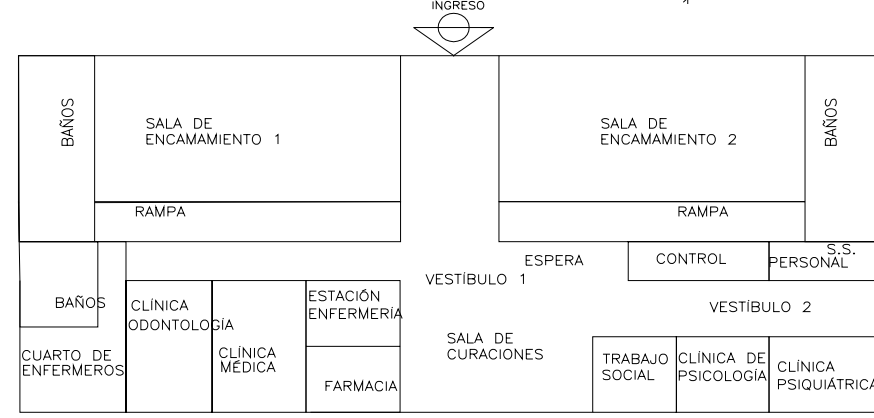 INGRESO
BAÑOS
SALA DE
ENCAMAMIENTO 1
SALA DE
ENCAMAMIENTO 2
BAÑOS
RAMPA
RAMPA
ESPERA
CONTROL
S.S.
PERSONAL
VESTÍBULO 1
BAÑOS
CLÍNICA
ODONTOLOGÍA
ESTACIÓN
ENFERMERÍA
VESTÍBULO 2
SALA DE
CURACIONES
CUARTO DE
ENFERMEROS
CLÍNICA
MÉDICA
FARMACIA
TRABAJO
SOCIAL
CLÍNICA DE
PSICOLOGÍA
CLÍNICA
PSIQUIÁTRICA